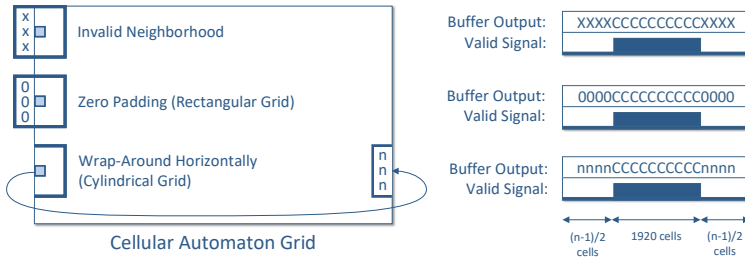 x
x
x
Invalid Neighborhood
0
0
0
Zero Padding (Rectangular Grid)
Wrap-Around Horizontally
(Cylindrical Grid)
n
n
n
Cellular Automaton Grid
Buffer Output: XXXXCCCCCCCCCCXXXX
Valid Signal:
Buffer Output: 0000CCCCCCCCCC0000
Valid Signal:
Buffer Output: nnnnCCCCCCCCCCnnnn
Valid Signal:
(n-1)/2 1920 cells (n-1)/2
cells cells